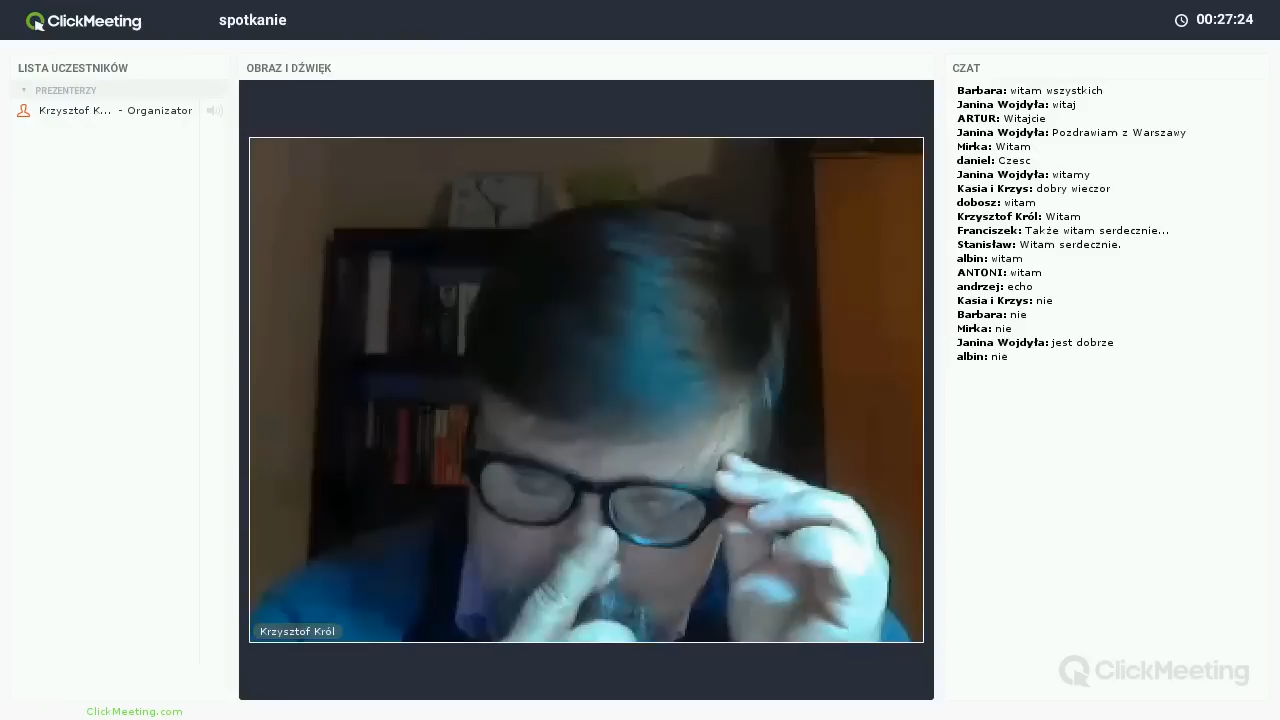 ClickMeeting
spotkanie
00:27:24
LISTA UCZESTNIKÓW
PREZENTERZY
Krzysztof K... - Organizator
OBRAZ I DŹWIĘK
Krzysztof Król
CZAT
Barbara: witam wszystkich
Janina Wojdyła: witaj
ARTUR: Witajcie
Janina Wojdyła: Pozdrawiam z Warszawy
Mirka: Witam
daniel: Czesc
Janina Wojdyła: witamy
Kasia i Krzys: dobry wieczor
dobosz: witam
Krzysztof Król: Witam
Franciszek: Także witam serdecznie...
Stanisław: Witam serdecznie.
albin: witam
ANTONI: witam
andrzej: echo
Kasia i Krzys: nie
Barbara: nie
Mirka: nie
Janina Wojdyła: jest dobrze
albin: nie
ClickMeeting
ClickMeeting.com